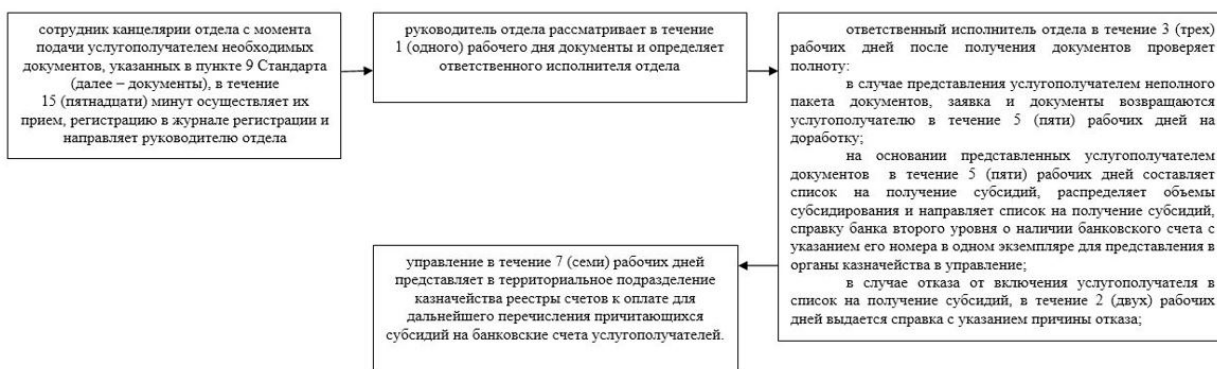 сотрудник канцелярии отдела с момента
подачи услугополучателем необходимых
документов, указанных в пункте 9 Стандарта
(далее – документы), в течение
15 (пятнадцати) минут осуществляет их
прием, регистрацию в журнале регистрации и
направляет руководителю отдела
руководитель отдела рассматривает в течение
1 (одного) рабочего дня документы и определяет
ответственного исполнителя отдела
ответственный исполнитель отдела в течение 3 (трех)
рабочих дней после получения документов проверяет
полноту:
в случае представления услугополучателем неполного
пакета документов, заявка и документы возвращаются
услугополучателю в течение 5 (пяти) рабочих дней на
доработку;
на основании представленных услугополучателем
документов в течение 5 (пяти) рабочих дней составляет
список на получение субсидий, распределяет объемы
субсидирования и направляет список на получение субсидий,
справку банка второго уровня о наличии банковского счета с
указанием его номера в одном экземпляре для представления в
органы казначейства в управление;
в случае отказа от включения услугополучателя в
список на получение субсидий, в течение 2 (двух) рабочих
дней выдается справка с указанием причины отказа;
управление в течение 7 (семи) рабочих дней
представляет в территориальное подразделение
казначейства реестры счетов к оплате для
дальнейшего перечисления причитающихся
субсидий на банковские счета услугополучателей.